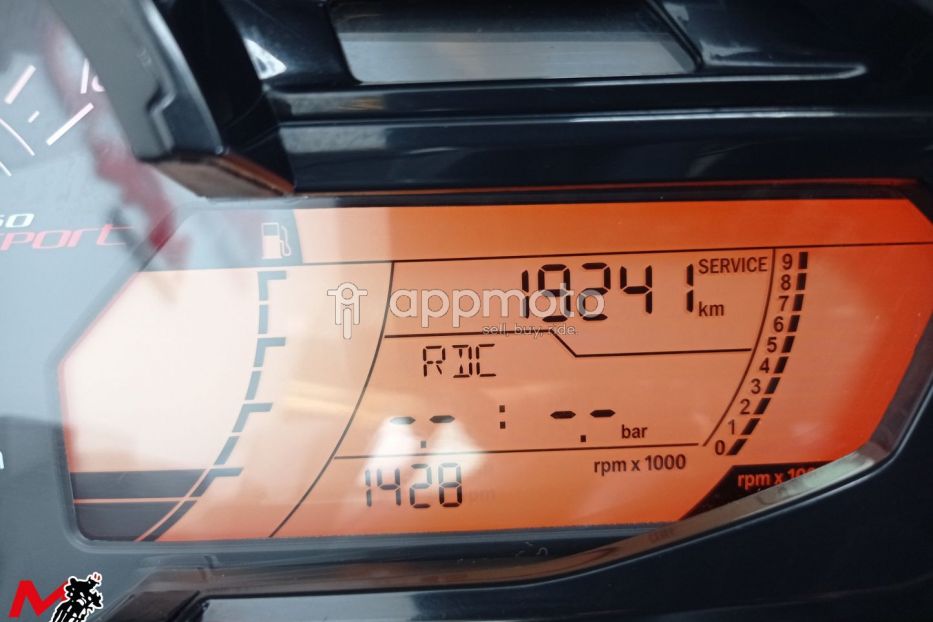 SPORT
SERVICE
19241 km
appmoto
sell, buy, ride.
RDC
--.-- : --.-- bar
rpm x 1000
1428
9
8
7
6
5
4
3
2
1
0
M